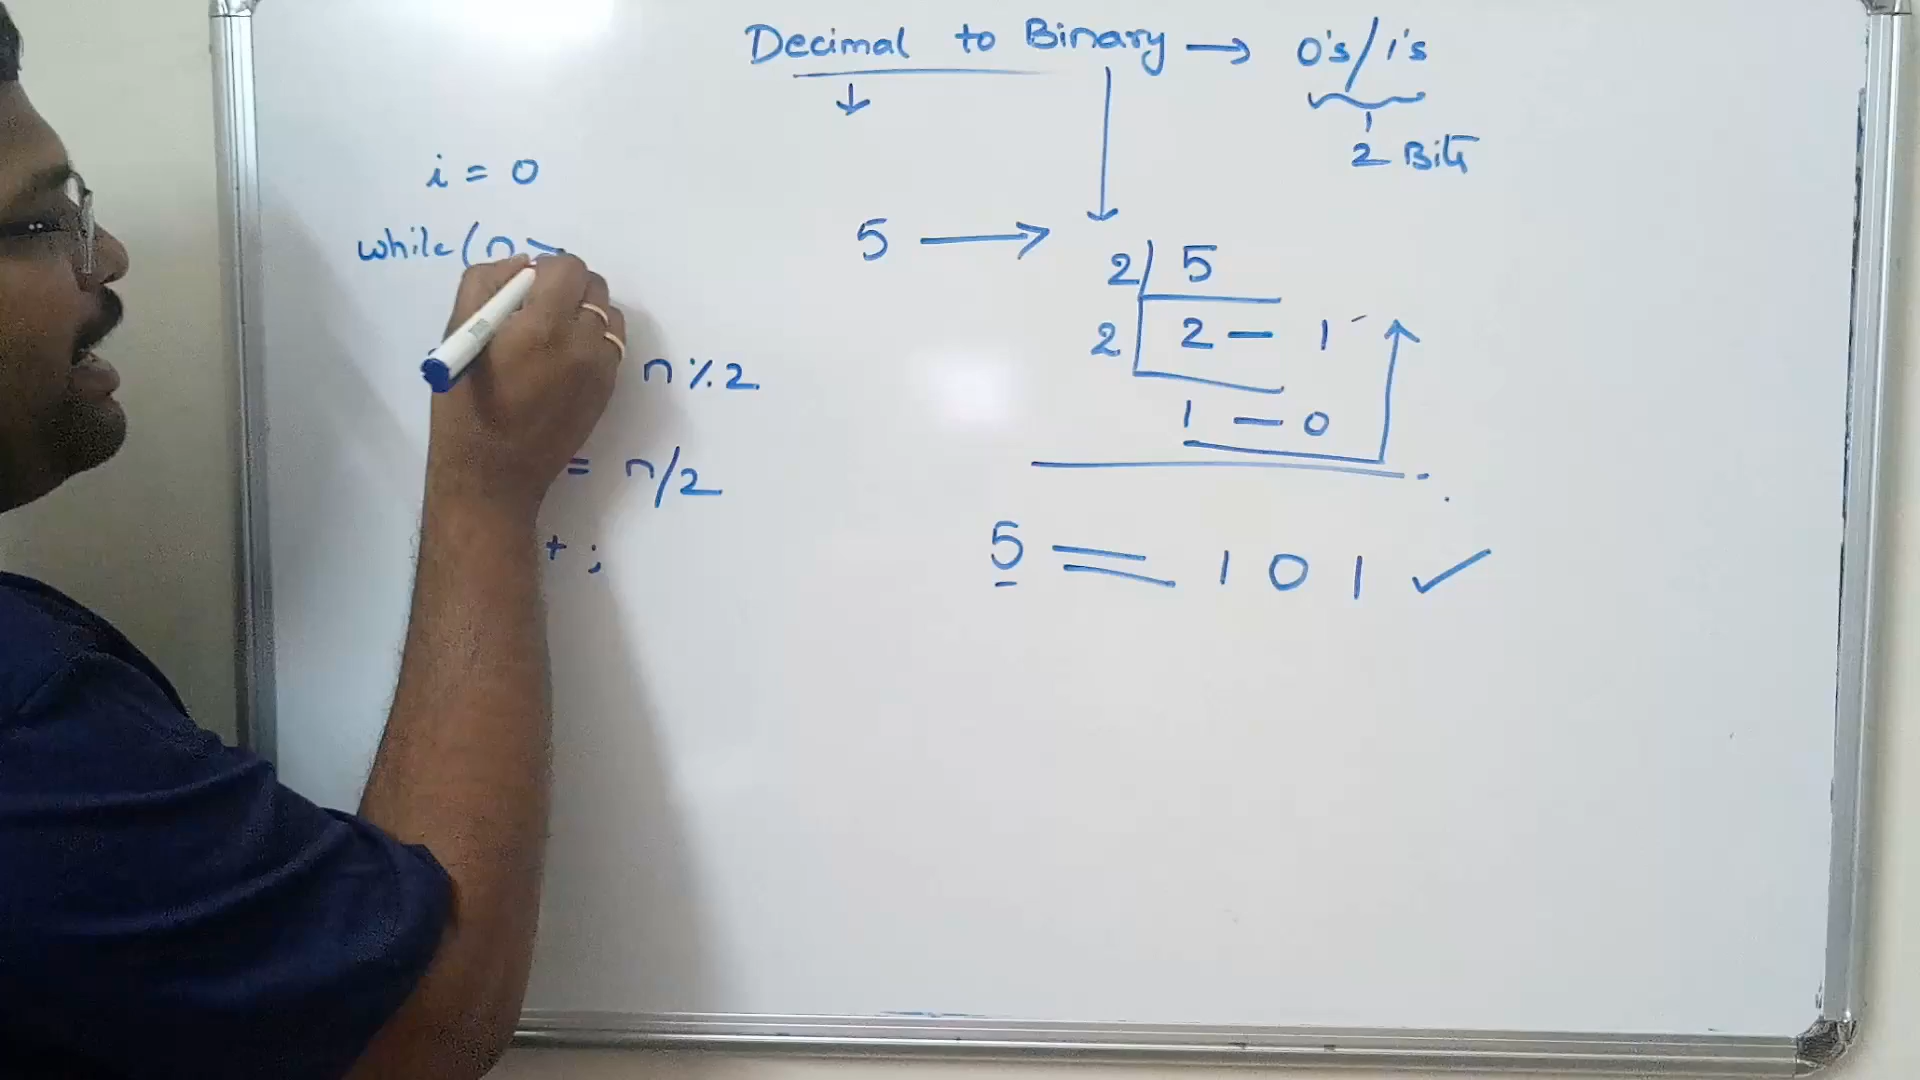 Decimal to Binary → 0's/1's
2 Bits
i = 0
while(n>
n%2
= n/2
+ ;
5 →
2 5
2 2 - 1
1 - 0
5 = 1 0 1 ✓